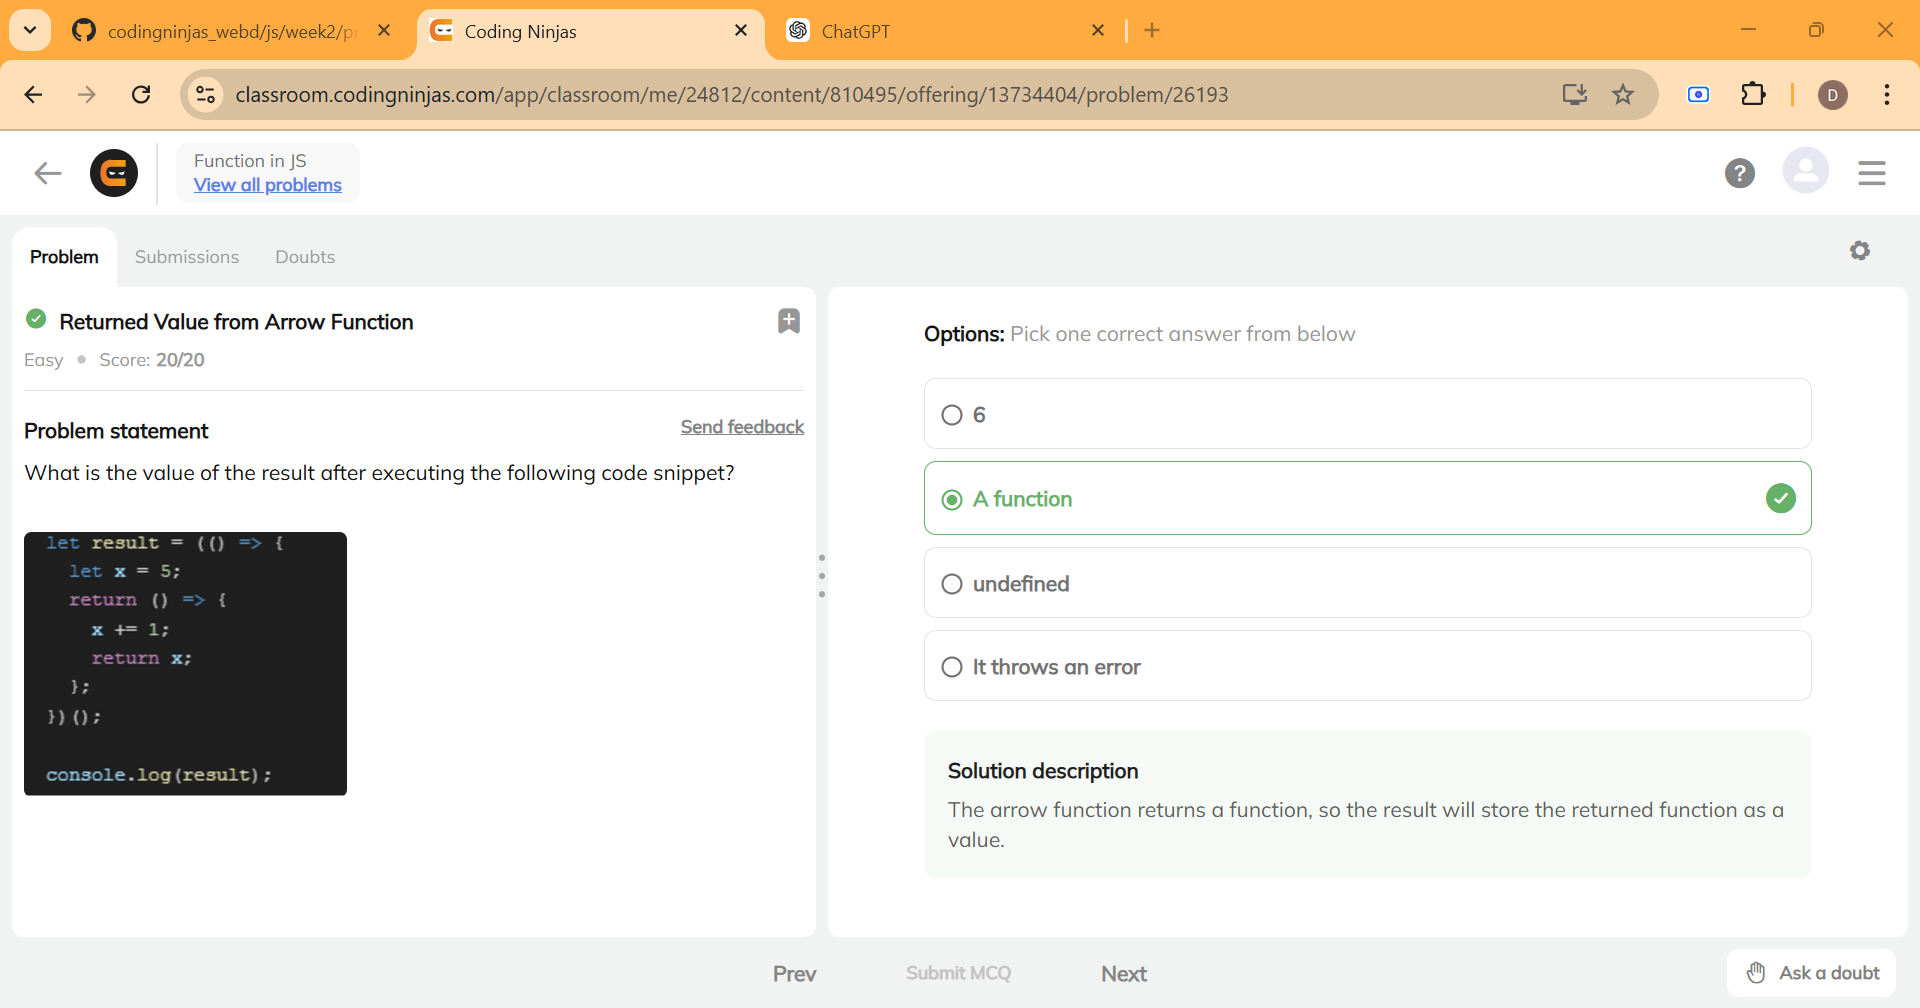 codingninjas_webd/js/week2/pr
Coding Ninjas
ChatGPT
classroom.codingninjas.com/app/classroom/me/24812/content/810495/offering/13734404/problem/26193
D
Function in JS
View all problems
?
Problem
Submissions
Doubts
Returned Value from Arrow Function
Easy
Score: 20/20
Problem statement
Send feedback
What is the value of the result after executing the following code snippet?
let result = (() => {
let x = 5;
return () => {
x += 1;
return x;
};
})();
console.log(result);
Options: Pick one correct answer from below
6
A function
undefined
It throws an error
Solution description
The arrow function returns a function, so the result will store the returned function as a
value.
Prev
Submit MCQ
Next
Ask a doubt